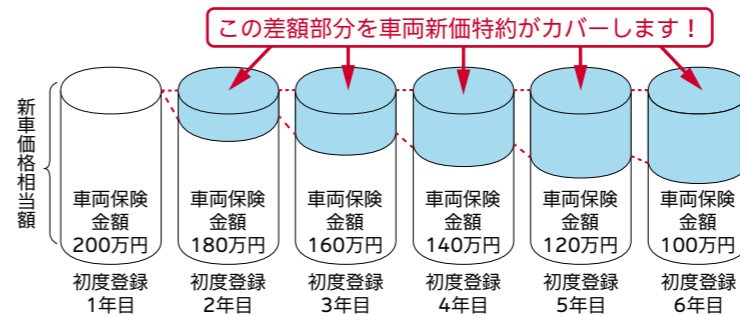 この差額部分を車両新価特約がカバーします！
新車価格相当額
車両保険
金額
200万円
初度登録
1年目
車両保険
金額
180万円
初度登録
2年目
車両保険
金額
160万円
初度登録
3年目
車両保険
金額
140万円
初度登録
4年目
車両保険
金額
120万円
初度登録
5年目
車両保険
金額
100万円
初度登録
6年目